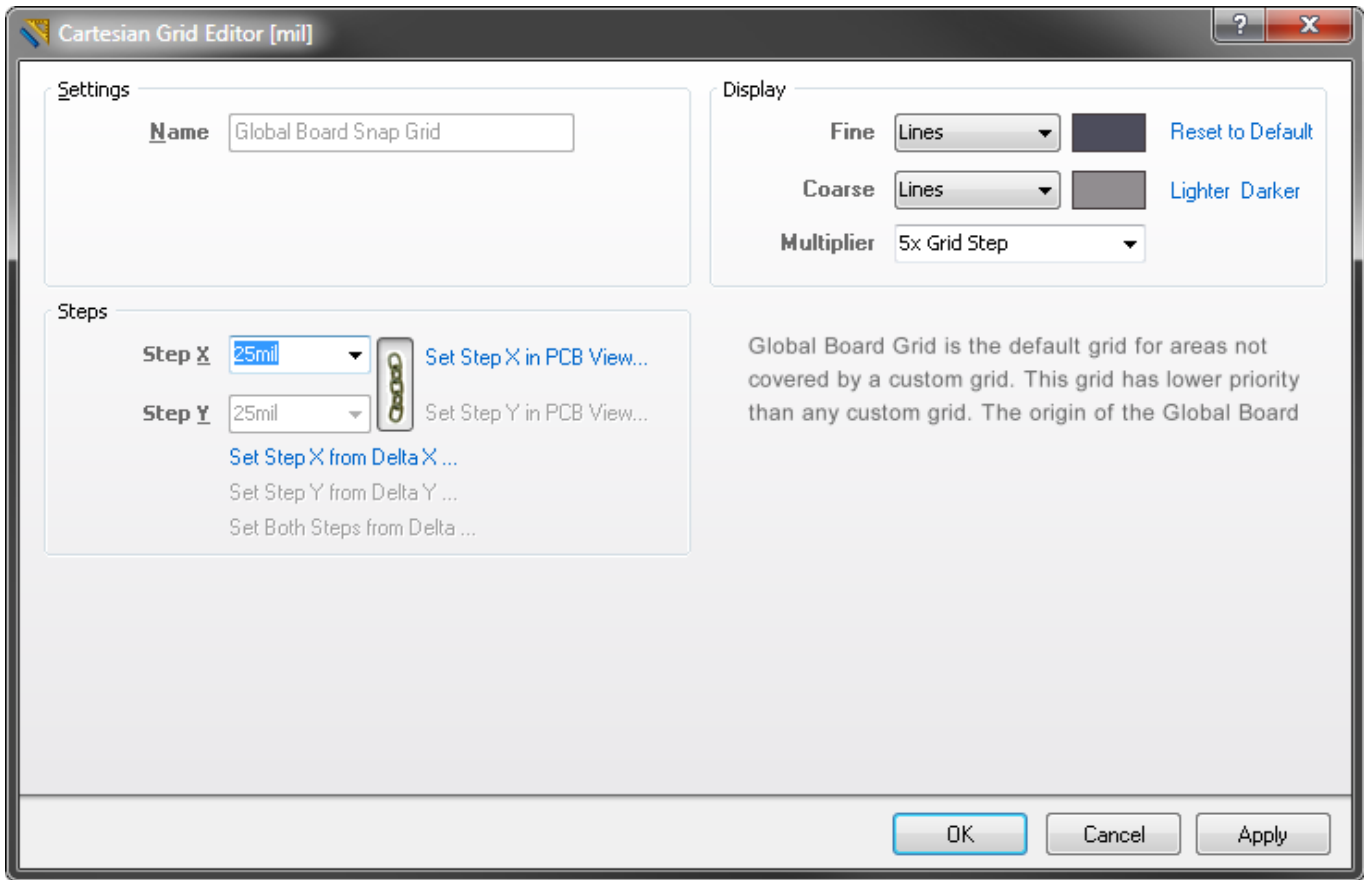 Cartesian Grid Editor [mil]
?
Settings
Name Global Board Snap Grid
Display
Fine Lines Reset to Default
Coarse Lines Lighter Darker
Multiplier 5x Grid Step
Steps
Step X 25mil Set Step X in PCB View...
Step Y 25mil Set Step Y in PCB View...
Set Step X from Delta X ...
Set Step Y from Delta Y ...
Set Both Steps from Delta ...
Global Board Grid is the default grid for areas not
covered by a custom grid. This grid has lower priority
than any custom grid. The origin of the Global Board
OK Cancel Apply